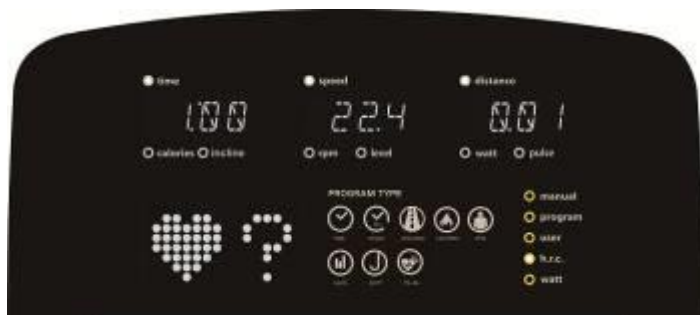 time speed distance
1:00 22.4 0.01
calories incline rpm level watt pulse
PROGRAM TYPE
manual
program
user
h.r.c.
watt